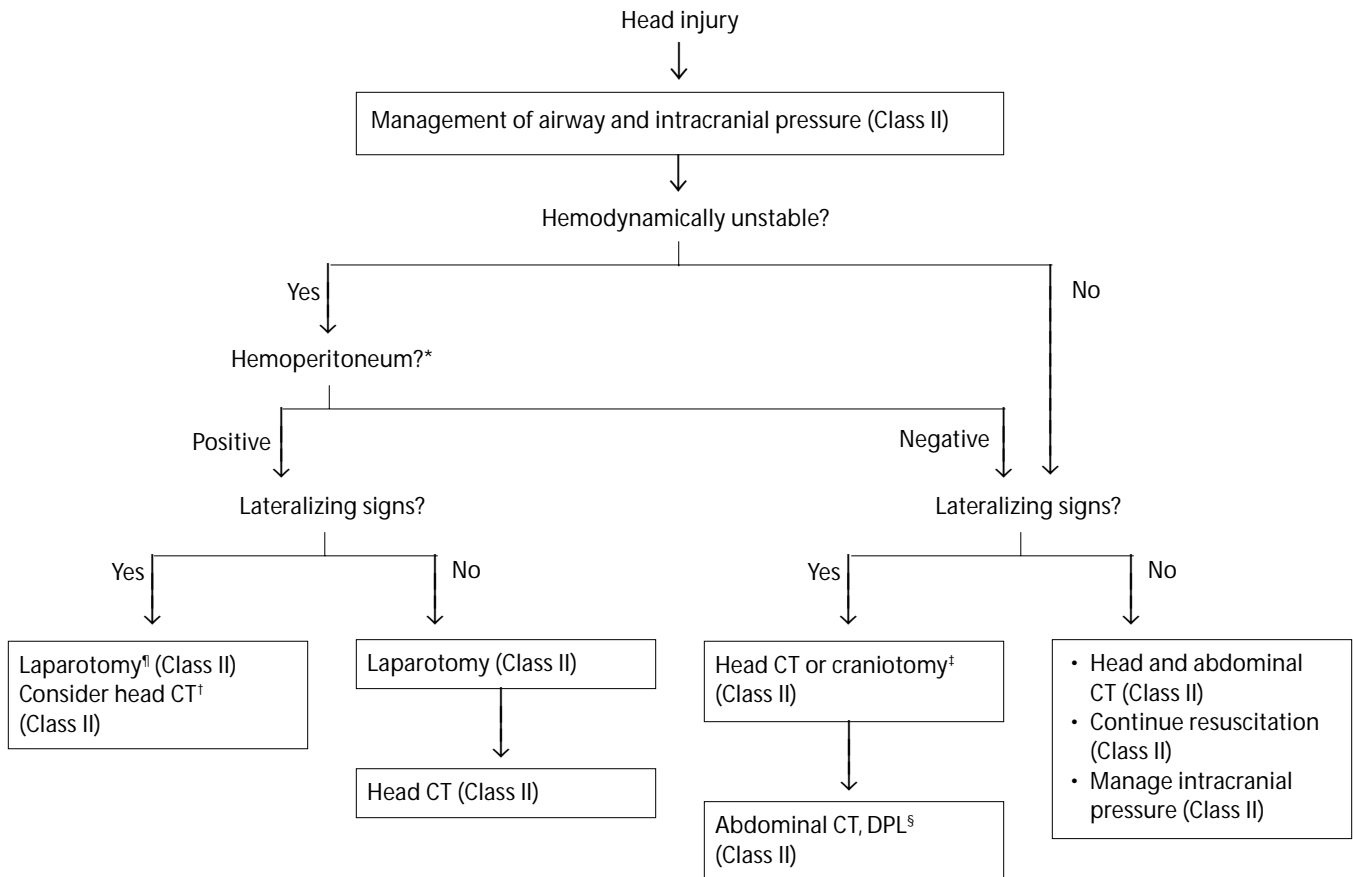 Head injury
Management of airway and intracranial pressure (Class II)
Hemodynamically unstable?
Yes
No
Hemoperitoneum?*
Positive
Negative
Lateralizing signs?
Lateralizing signs?
Yes
No
Yes
No
Laparotomy¶ (Class II)
Consider head CT†
(Class II)
Laparotomy (Class II)
Head CT (Class II)
Head CT or craniotomy‡
(Class II)
Abdominal CT, DPL§
(Class II)
• Head and abdominal
CT (Class II)
• Continue resuscitation
(Class II)
• Manage intracranial
pressure (Class II)